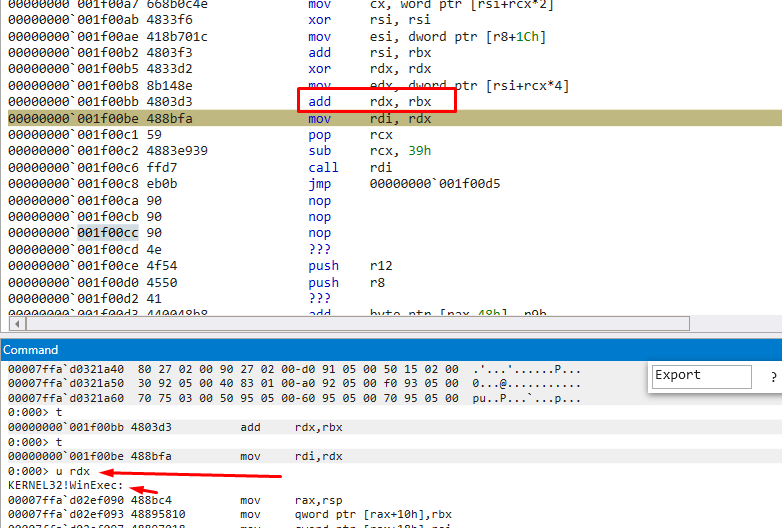 00000000`001f00a7 668b0c4e mov cx, word ptr [rsi+rcx*2]
00000000`001f00ab 4833f6 xor rsi, rsi
00000000`001f00ae 418b701c mov esi, dword ptr [r8+1Ch]
00000000`001f00b2 4803f3 add rsi, rbx
00000000`001f00b5 4833d2 xor rdx, rdx
00000000`001f00b8 8b148e mov edx, dword ptr [rsi+rcx*4]
00000000`001f00bb 4803d3 add rdx, rbx
00000000`001f00be 488bfa mov rdi, rdx
00000000`001f00c1 59 pop rcx
00000000`001f00c2 4883e939 sub rcx, 39h
00000000`001f00c6 ffd7 call rdi
00000000`001f00c8 eb0b jmp 00000000`001f00d5
00000000`001f00ca 90 nop
00000000`001f00cb 90 nop
00000000`001f00cc 90 nop
00000000`001f00cd 4e ???
00000000`001f00ce 4f54 push r12
00000000`001f00d0 4550 push r8
00000000`001f00d2 41 ???
00000000`001f00d3 440048b8 add byte ptr [rax-48h], r9b
Command
00007ffa`d0321a40 80 27 02 00 90 27 02 00-d0 91 05 00 50 15 02 00 .'...'......P...
00007ffa`d0321a50 30 92 05 00 40 83 01 00-a0 92 05 00 f0 93 05 00 0...@...........
00007ffa`d0321a60 70 75 03 00 50 95 05 00-60 95 05 00 70 95 05 00 pu..P...`...p...
Export ?
0:000> t
00000000`001f00bb 4803d3 add rdx,rbx
0:000> t
00000000`001f00be 488bfa mov rdi,rdx
0:000> u rdx
KERNEL32!WinExec:
00007ffa`d02ef090 488bc4 mov rax,rsp
00007ffa`d02ef093 48895810 mov qword ptr [rax+10h],rbx